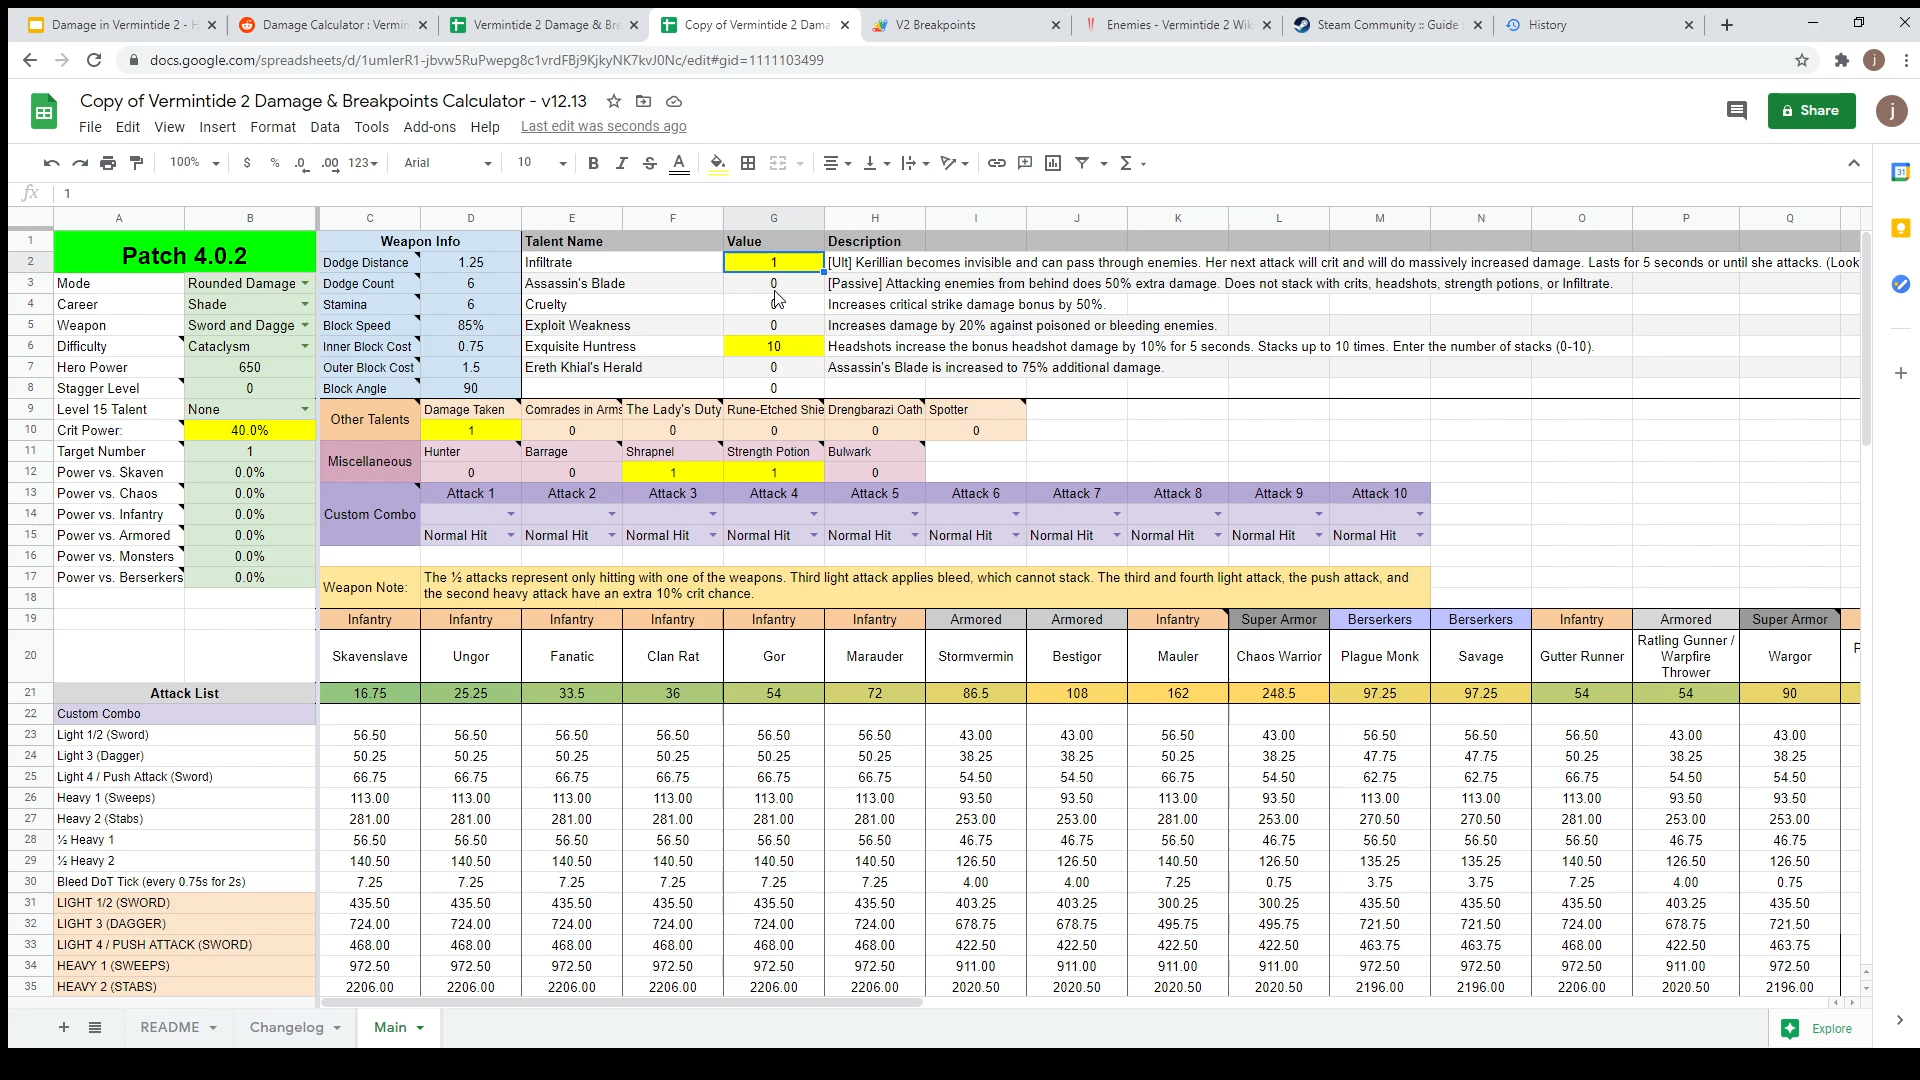 Damage in Vermintide 2 - H
Damage Calculator : Vermin
Vermintide 2 Damage & Bre
Copy of Vermintide 2 Dama
V2 Breakpoints
Enemies - Vermintide 2 Wik
Steam Community :: Guide
History
docs.google.com/spreadsheets/d/1umlerR1-jbvw5RuPwepg8c1vrdFBj9KjkyNK7kvJ0Nc/edit#gid=1111103499
Copy of Vermintide 2 Damage & Breakpoints Calculator - v12.13
File Edit View Insert Format Data Tools Add-ons Help Last edit was seconds ago
Share
j
100% $ % .0 .00 123 Arial 10 B I S A
fx 1
A B C D E F G H I J K L M N O P Q
1 Patch 4.0.2 Weapon Info Talent Name Value Description
2 Dodge Distance 1.25 Infiltrate 1 [Ult] Kerillian becomes invisible and can pass through enemies. Her next attack will crit and will do massively increased damage. Lasts for 5 seconds or until she attacks. (Look
3 Mode Rounded Damage Dodge Count 6 Assassin's Blade 0 [Passive] Attacking enemies from behind does 50% extra damage. Does not stack with crits, headshots, strength potions, or Infiltrate.
4 Career Shade Stamina 6 Cruelty 0 Increases critical strike damage bonus by 50%.
5 Weapon Sword and Dagge Block Speed 85% Exploit Weakness 0 Increases damage by 20% against poisoned or bleeding enemies.
6 Difficulty Cataclysm Inner Block Cost 0.75 Exquisite Huntress 10 Headshots increase the bonus headshot damage by 10% for 5 seconds. Stacks up to 10 times. Enter the number of stacks (0-10).
7 Hero Power 650 Outer Block Cost 1.5 Ereth Khial's Herald 0 Assassin's Blade is increased to 75% additional damage.
8 Stagger Level 0 Block Angle 90 0
9 Level 15 Talent None Other Talents Damage Taken Comrades in Arms The Lady's Duty Rune-Etched Shie Drengbarazi Oath Spotter
10 Crit Power: 40.0% 1 0 0 0 0 0
11 Target Number 1 Miscellaneous Hunter Barrage Shrapnel Strength Potion Bulwark
12 Power vs. Skaven 0.0% 0 0 1 1 0
13 Power vs. Chaos 0.0% Custom Combo Attack 1 Attack 2 Attack 3 Attack 4 Attack 5 Attack 6 Attack 7 Attack 8 Attack 9 Attack 10
14 Power vs. Infantry 0.0%
15 Power vs. Armored 0.0% Normal Hit Normal Hit Normal Hit Normal Hit Normal Hit Normal Hit Normal Hit Normal Hit Normal Hit Normal Hit
16 Power vs. Monsters 0.0%
17 Power vs. Berserkers 0.0% Weapon Note: The ½ attacks represent only hitting with one of the weapons. Third light attack applies bleed, which cannot stack. The third and fourth light attack, the push attack, and
18 the second heavy attack have an extra 10% crit chance.
19 Infantry Infantry Infantry Infantry Infantry Infantry Armored Armored Infantry Super Armor Berserkers Berserkers Infantry Armored Super Armor
20 Skavenslave Ungor Fanatic Clan Rat Gor Marauder Stormvermin Bestigor Mauler Chaos Warrior Plague Monk Savage Gutter Runner Ratling Gunner / Warpfire Thrower Wargor P
21 Attack List 16.75 25.25 33.5 36 54 72 86.5 108 162 248.5 97.25 97.25 54 54 90
22 Custom Combo
23 Light 1/2 (Sword) 56.50 56.50 56.50 56.50 56.50 56.50 43.00 43.00 56.50 43.00 56.50 56.50 56.50 43.00 43.00
24 Light 3 (Dagger) 50.25 50.25 50.25 50.25 50.25 50.25 38.25 38.25 50.25 38.25 47.75 47.75 50.25 38.25 38.25
25 Light 4 / Push Attack (Sword) 66.75 66.75 66.75 66.75 66.75 66.75 54.50 54.50 66.75 54.50 62.75 62.75 66.75 54.50 54.50
26 Heavy 1 (Sweeps) 113.00 113.00 113.00 113.00 113.00 113.00 93.50 93.50 113.00 93.50 113.00 113.00 113.00 93.50 93.50
27 Heavy 2 (Stabs) 281.00 281.00 281.00 281.00 281.00 281.00 253.00 253.00 281.00 253.00 270.50 270.50 281.00 253.00 253.00
28 ½ Heavy 1 56.50 56.50 56.50 56.50 56.50 56.50 46.75 46.75 56.50 46.75 56.50 56.50 56.50 46.75 46.75
29 ½ Heavy 2 140.50 140.50 140.50 140.50 140.50 140.50 126.50 126.50 140.50 126.50 135.25 135.25 140.50 126.50 126.50
30 Bleed DoT Tick (every 0.75s for 2s) 7.25 7.25 7.25 7.25 7.25 7.25 4.00 4.00 7.25 0.75 3.75 3.75 7.25 4.00 0.75
31 LIGHT 1/2 (SWORD) 435.50 435.50 435.50 435.50 435.50 435.50 403.25 403.25 300.25 300.25 435.50 435.50 435.50 403.25 435.50
32 LIGHT 3 (DAGGER) 724.00 724.00 724.00 724.00 724.00 724.00 678.75 678.75 495.75 495.75 721.50 721.50 724.00 678.75 721.50
33 LIGHT 4 / PUSH ATTACK (SWORD) 468.00 468.00 468.00 468.00 468.00 468.00 422.50 422.50 422.50 422.50 463.75 463.75 468.00 422.50 463.75
34 HEAVY 1 (SWEEPS) 972.50 972.50 972.50 972.50 972.50 972.50 911.00 911.00 911.00 911.00 972.50 972.50 972.50 911.00 972.50
35 HEAVY 2 (STABS) 2206.00 2206.00 2206.00 2206.00 2206.00 2206.00 2020.50 2020.50 2020.50 2020.50 2196.00 2196.00 2206.00 2020.50 2196.00
README Changelog Main Explore